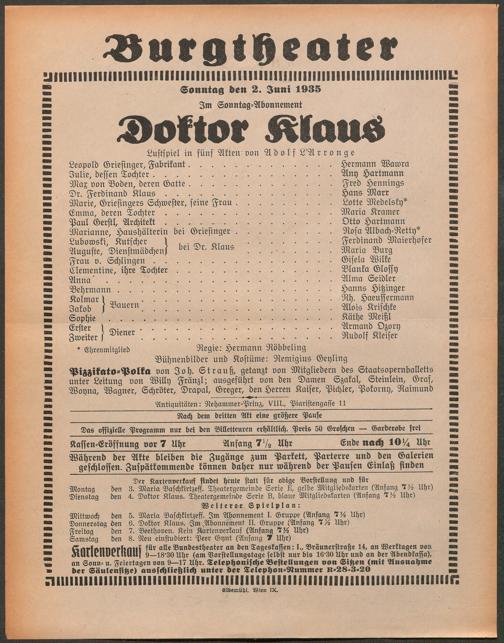 Burgtheater
Sonntag den 2. Juni 1935
Im Sonntag-Abonnement
Doktor Klaus
Lustspiel in fünf Akten von Adolf L'Arronge
Leopold Griesinger, Fabrikant . . . Hermann Wawra
Julie, dessen Tochter . . . Any Hartmann
Max von Boden, deren Gatte . . . Fred Hennings
Dr. Ferdinand Klaus . . . Hans Marr
Marie, Griesingers Schwester, seine Frau . . . Lotte Medelsky*
Emma, deren Tochter . . . Maria Kramer
Paul Gerstl, Architekt . . . Otto Hartmann
Marianne, Haushälterin bei Griesinger . . . Rosa Albach-Retty*
Lubowski, Kutscher } bei Dr. Klaus . . . Ferdinand Maierhofer
Auguste, Dienstmädchen } . . . Maria Burg
Frau v. Schlingen . . . Gisela Wilke
Clementine, ihre Tochter . . . Blanka Glossy
Anna . . . Alma Seidler
Behrmann . . . Hanns Hitzinger
Kolmar } Bauern . . . Rh. Haeussermann
Jakob } . . . Alois Krischke
Sophie . . . Käthe Meißl
Erster } Diener . . . Armand Ozory
Zweiter } . . . Rudolf Kleiser
* Ehrenmitglied Regie: Hermann Röbbeling
Bühnenbilder und Kostüme: Remigius Geyling
Pizzikato-Polka von Joh. Strauß, getanzt von Mitgliedern des Staatsopernballetts
unter Leitung von Willy Fränzl; ausgeführt von den Damen Szakal, Steinlein, Graf,
Woyna, Wagner, Schröter, Drapal, Greger, den Herren Kaiser, Pichler, Pokorny, Raimund
Antiquitäten: Rehammer-Prinz, VIII., Piaristengasse 11
Nach dem dritten Akt eine größere Pause
Das offizielle Programm nur bei den Billetteuren erhältlich. Preis 50 Groschen — Garderobe frei
Kassen-Eröffnung vor 7 Uhr Anfang 7½ Uhr Ende nach 10¼ Uhr
Während der Akte bleiben die Zugänge zum Parkett, Parterre und den Galerien
geschlossen. Zuspätkommende können daher nur während der Pausen Einlaß finden
Der Kartenverkauf findet heute statt für obige Vorstellung und für
Montag den 3. Maria Baschkirtzeff. Theatergemeinde Serie E, gelbe Mitgliedskarten (Anfang 7½ Uhr)
Dienstag den 4. Doktor Klaus. Theatergemeinde Serie B, blaue Mitgliedskarten (Anfang 7½ Uhr)
Weiterer Spielplan:
Mittwoch den 5. Maria Baschkirtzeff. Im Abonnement I. Gruppe (Anfang 7½ Uhr)
Donnerstag den 6. Doktor Klaus. Im Abonnement I. Gruppe (Anfang 7½ Uhr)
Freitag den 7. Beethoven. Kein Kartenverkauf (Anfang 7½ Uhr)
Samstag den 8. Neu einstudiert: Peer Gynt (Anfang 7 Uhr)
Kartenverkauf für alle Bundestheater an den Tageskassen: I., Bräunerstraße 14, an Werktagen von
9—18:30 Uhr (am Vorstellungstage selbst nur bis 16:30 Uhr und an der Abendkassa),
an Sonn- u. Feiertagen von 9—17 Uhr. Telephonische Bestellungen von Sitzen (mit Ausnahme
der Säulensitze) ausschließlich unter der Telephon-Nummer R-28-3-20
Elbemühl, Wien IX.